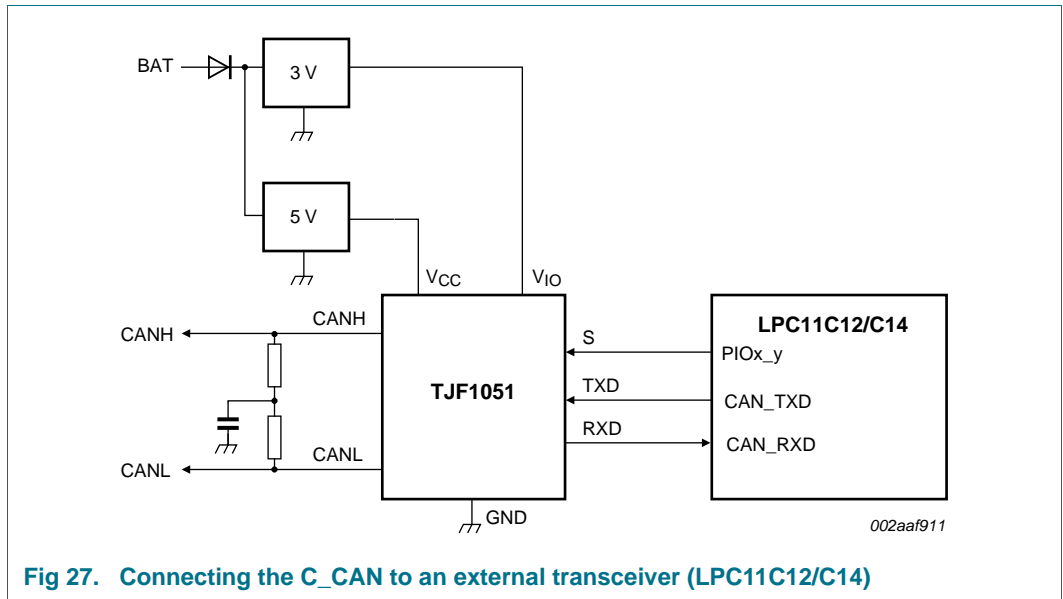 BAT
3 V
5 V
VCC
VIO
CANH
CANH
LPC11C12/C14
S
PIOx_y
TJF1051
TXD
CAN_TXD
RXD
CAN_RXD
CANL
CANL
GND
002aaf911
Fig 27. Connecting the C_CAN to an external transceiver (LPC11C12/C14)